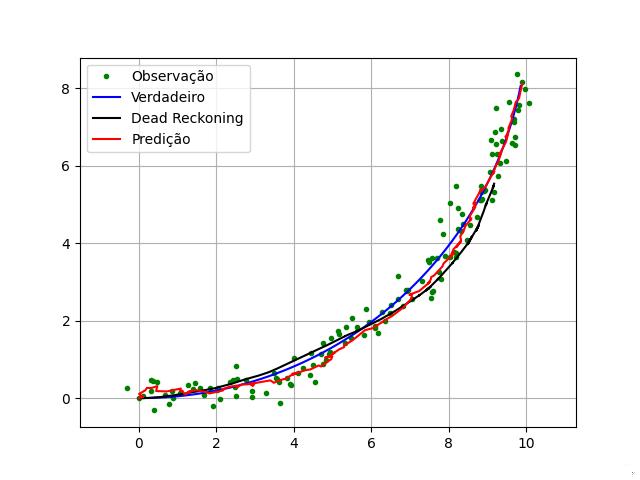 Observação
Verdadeiro
Dead Reckoning
Predição
8
6
4
2
0
0 2 4 6 8 10